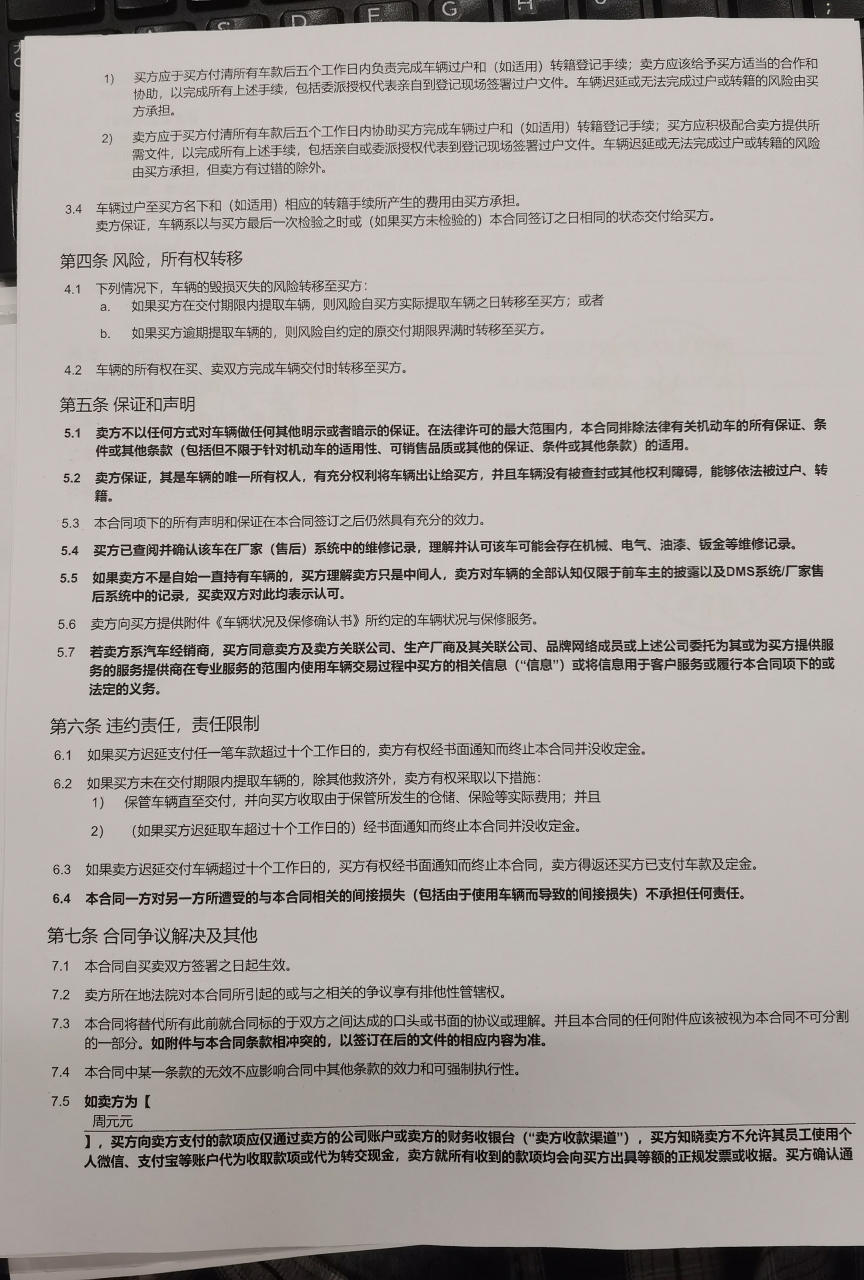 1) 买方应于买方付清所有车款后五个工作日内负责完成车辆过户和（如适用）转籍登记手续；卖方应该给予买方适当的合作和
协助，以完成所有上述手续，包括委派授权代表亲自到登记现场签署过户文件。车辆迟延或无法完成过户或转籍的风险由买
方承担。
2) 卖方应于买方付清所有车款后五个工作日内协助买方完成车辆过户和（如适用）转籍登记手续；买方应积极配合卖方提供所
需文件，以完成所有上述手续，包括亲自或委派授权代表到登记现场签署过户文件。车辆迟延或无法完成过户或转籍的风险
由买方承担，但卖方有过错的除外。
3.4 车辆过户至买方名下和（如适用）相应的转籍手续所产生的费用由买方承担。
卖方保证，车辆系以与买方最后一次检验之时或（如果买方未检验的）本合同签订之日相同的状态交付给买方。
第四条 风险，所有权转移
4.1 下列情况下，车辆的毁损灭失的风险转移至买方：
a. 如果买方在交付期限内提取车辆，则风险自买方实际提取车辆之日转移至买方；或者
b. 如果买方逾期提取车辆的，则风险自约定的原交付期限界满时转移至买方。
4.2 车辆的所有权在买、卖双方完成车辆交付时转移至买方。
第五条 保证和声明
5.1 卖方不以任何方式对车辆做任何其他明示或者暗示的保证。在法律许可的最大范围内，本合同排除法律有关机动车的所有保证、条
件或其他条款（包括但不限于针对机动车的适用性、可销售品质或其他的保证、条件或其他条款）的适用。
5.2 卖方保证，其是车辆的唯一所有权人，有充分权利将车辆出让给买方，并且车辆没有被查封或其他权利障碍，能够依法被过户、转
籍。
5.3 本合同项下的所有声明和保证在本合同签订之后仍然具有充分的效力。
5.4 买方已查阅并确认该车在厂家（售后）系统中的维修记录，理解并认可该车可能会存在机械、电气、油漆、钣金等维修记录。
5.5 如果卖方不是自始一直持有车辆的，买方理解卖方只是中间人，卖方对车辆的全部认知仅限于前车主的披露以及DMS系统/厂家售
后系统中的记录，买卖双方对此均表示认可。
5.6 卖方向买方提供附件《车辆状况及保修确认书》所约定的车辆状况与保修服务。
5.7 若卖方系汽车经销商，买方同意卖方及卖方关联公司、生产厂商及其关联公司、品牌网络成员或上述公司委托为其或为买方提供服
务的服务提供商在专业服务的范围内使用车辆交易过程中买方的相关信息（“信息”）或将信息用于客户服务或履行本合同项下的或
法定的义务。
第六条 违约责任，责任限制
6.1 如果买方迟延支付任一笔车款超过十个工作日的，卖方有权经书面通知而终止本合同并没收定金。
6.2 如果买方未在交付期限内提取车辆的，除其他救济外，卖方有权采取以下措施：
1) 保管车辆直至交付，并向买方收取由于保管所发生的仓储、保险等实际费用；并且
2) （如果买方迟延取车超过十个工作日的）经书面通知而终止本合同并没收定金。
6.3 如果卖方迟延交付车辆超过十个工作日的，买方有权经书面通知而终止本合同，卖方得返还买方已支付车款及定金。
6.4 本合同一方对另一方所遭受的与本合同相关的间接损失（包括由于使用车辆而导致的间接损失）不承担任何责任。
第七条 合同争议解决及其他
7.1 本合同自买卖双方签署之日起生效。
7.2 卖方所在地法院对本合同所引起的或与之相关的争议享有排他性管辖权。
7.3 本合同将替代所有此前就合同标的于双方之间达成的口头或书面的协议或理解。并且本合同的任何附件应该被视为本合同不可分割
的一部分。如附件与本合同条款相冲突的，以签订在后的文件的相应内容为准。
7.4 本合同中某一条款的无效不应影响合同中其他条款的效力和可强制执行性。
7.5 如卖方为【
周元元
】，买方向卖方支付的款项应仅通过卖方的公司账户或卖方的财务收银台（“卖方收款渠道”），买方知晓卖方不允许其员工使用个
人微信、支付宝等账户代为收取款项或代为转交现金，卖方就所有收到的款项均会向买方出具等额的正规发票或收据。买方确认通